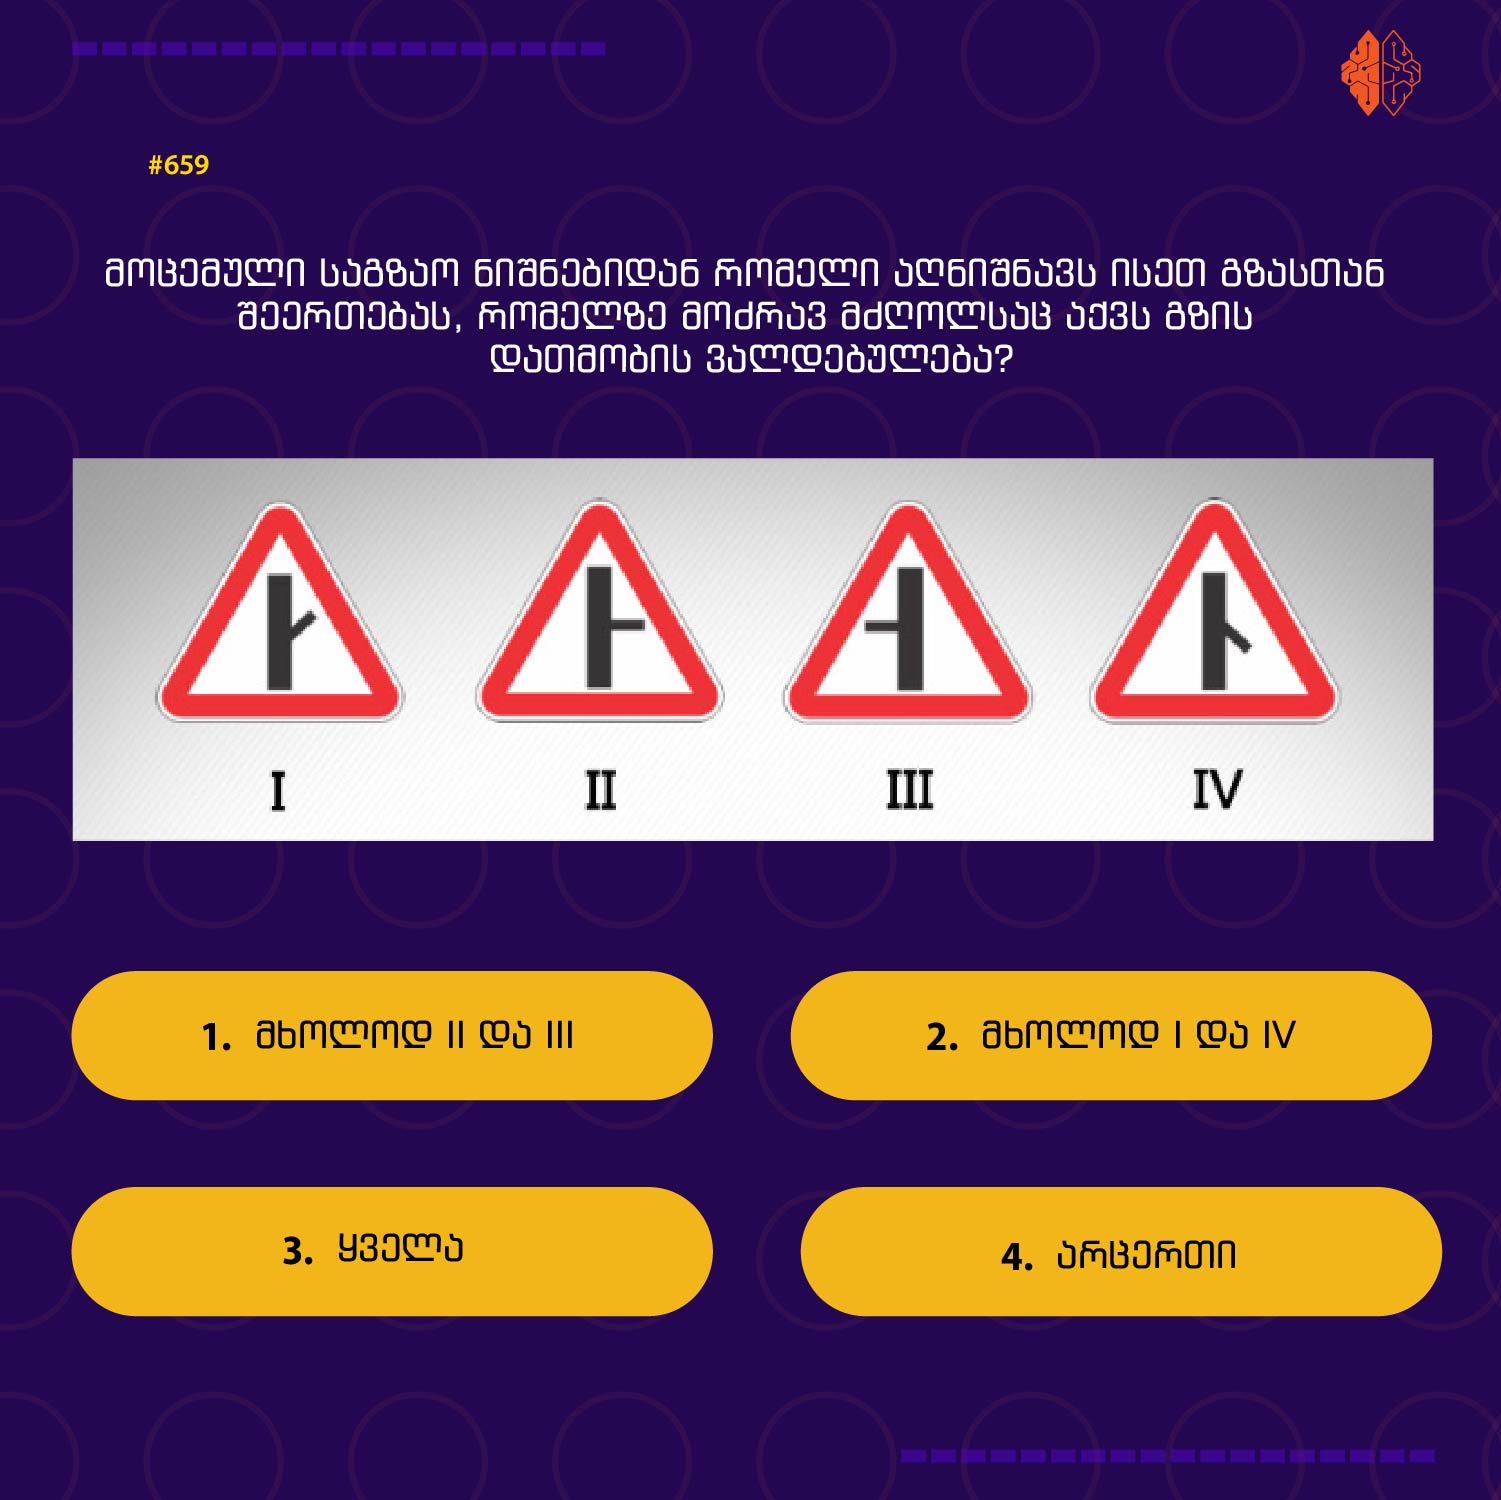 #659
მოცემული საგზაო ნიშნებიდან რომელი აღნიშნავს ისეთ გზასთან
შეერთებას, რომელზე მოძრავ მძღოლსაც აქვს გზის
დათმობის ვალდებულება?
I II III IV
1. მხოლოდ II და III
2. მხოლოდ I და IV
3. ყველა
4. არცერთი